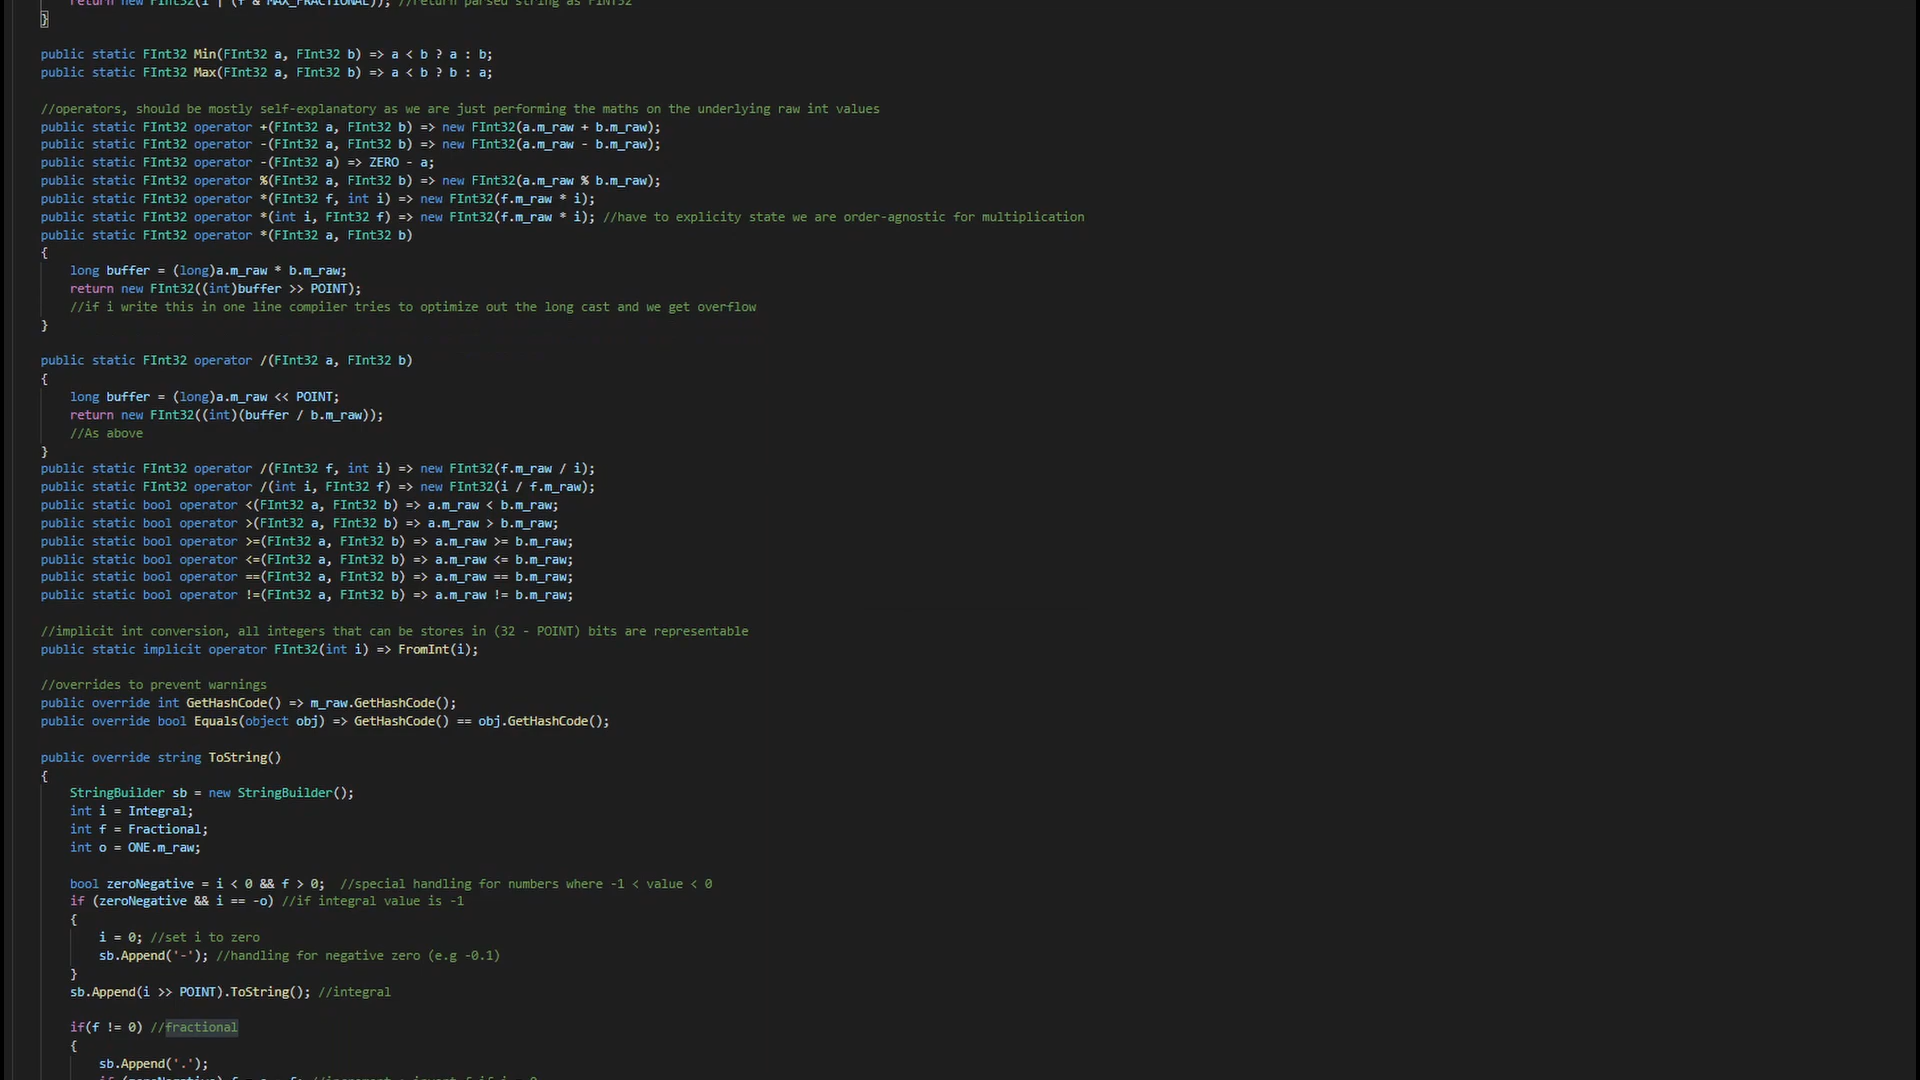 return new FInt32(i | (f & MAX_FRACTIONAL)); //return parsed string as FINT32
}
public static FInt32 Min(FInt32 a, FInt32 b) => a < b ? a : b;
public static FInt32 Max(FInt32 a, FInt32 b) => a < b ? b : a;
//operators, should be mostly self-explanatory as we are just performing the maths on the underlying raw int values
public static FInt32 operator +(FInt32 a, FInt32 b) => new FInt32(a.m_raw + b.m_raw);
public static FInt32 operator -(FInt32 a, FInt32 b) => new FInt32(a.m_raw - b.m_raw);
public static FInt32 operator -(FInt32 a) => ZERO - a;
public static FInt32 operator %(FInt32 a, FInt32 b) => new FInt32(a.m_raw % b.m_raw);
public static FInt32 operator *(FInt32 f, int i) => new FInt32(f.m_raw * i);
public static FInt32 operator *(int i, FInt32 f) => new FInt32(f.m_raw * i); //have to explicity state we are order-agnostic for multiplication
public static FInt32 operator *(FInt32 a, FInt32 b)
{
long buffer = (long)a.m_raw * b.m_raw;
return new FInt32((int)buffer >> POINT);
//if i write this in one line compiler tries to optimize out the long cast and we get overflow
}
public static FInt32 operator /(FInt32 a, FInt32 b)
{
long buffer = (long)a.m_raw << POINT;
return new FInt32((int)(buffer / b.m_raw));
//As above
}
public static FInt32 operator /(FInt32 f, int i) => new FInt32(f.m_raw / i);
public static FInt32 operator /(int i, FInt32 f) => new FInt32(i / f.m_raw);
public static bool operator <(FInt32 a, FInt32 b) => a.m_raw < b.m_raw;
public static bool operator >(FInt32 a, FInt32 b) => a.m_raw > b.m_raw;
public static bool operator >=(FInt32 a, FInt32 b) => a.m_raw >= b.m_raw;
public static bool operator <=(FInt32 a, FInt32 b) => a.m_raw <= b.m_raw;
public static bool operator ==(FInt32 a, FInt32 b) => a.m_raw == b.m_raw;
public static bool operator !=(FInt32 a, FInt32 b) => a.m_raw != b.m_raw;
//implicit int conversion, all integers that can be stores in (32 - POINT) bits are representable
public static implicit operator FInt32(int i) => FromInt(i);
//overrides to prevent warnings
public override int GetHashCode() => m_raw.GetHashCode();
public override bool Equals(object obj) => GetHashCode() == obj.GetHashCode();
public override string ToString()
{
StringBuilder sb = new StringBuilder();
int i = Integral;
int f = Fractional;
int o = ONE.m_raw;
bool zeroNegative = i < 0 && f > 0; //special handling for numbers where -1 < value < 0
if (zeroNegative && i == -o) //if integral value is -1
{
i = 0; //set i to zero
sb.Append('-'); //handling for negative zero (e.g -0.1)
}
sb.Append(i >> POINT).ToString(); //integral
if(f != 0) //fractional
{
sb.Append('.');